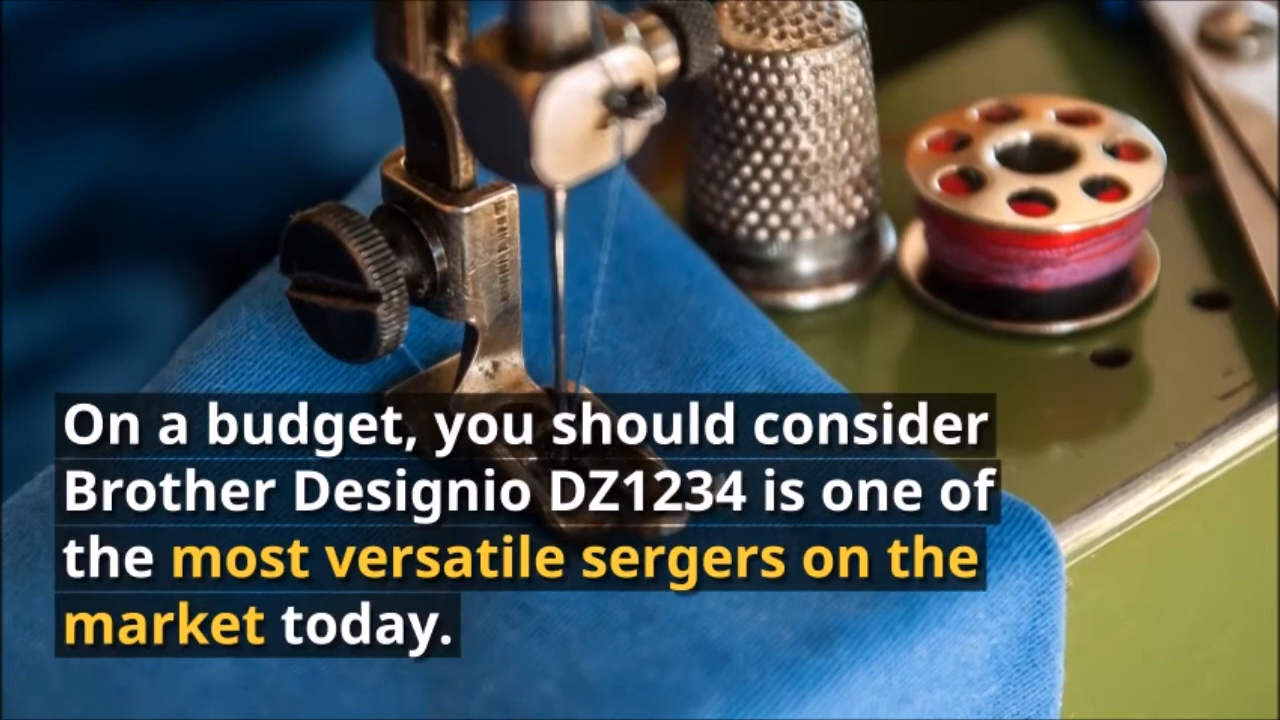 On a budget, you should consider
Brother Designio DZ1234 is one of
the most versatile sergers on the
market today.